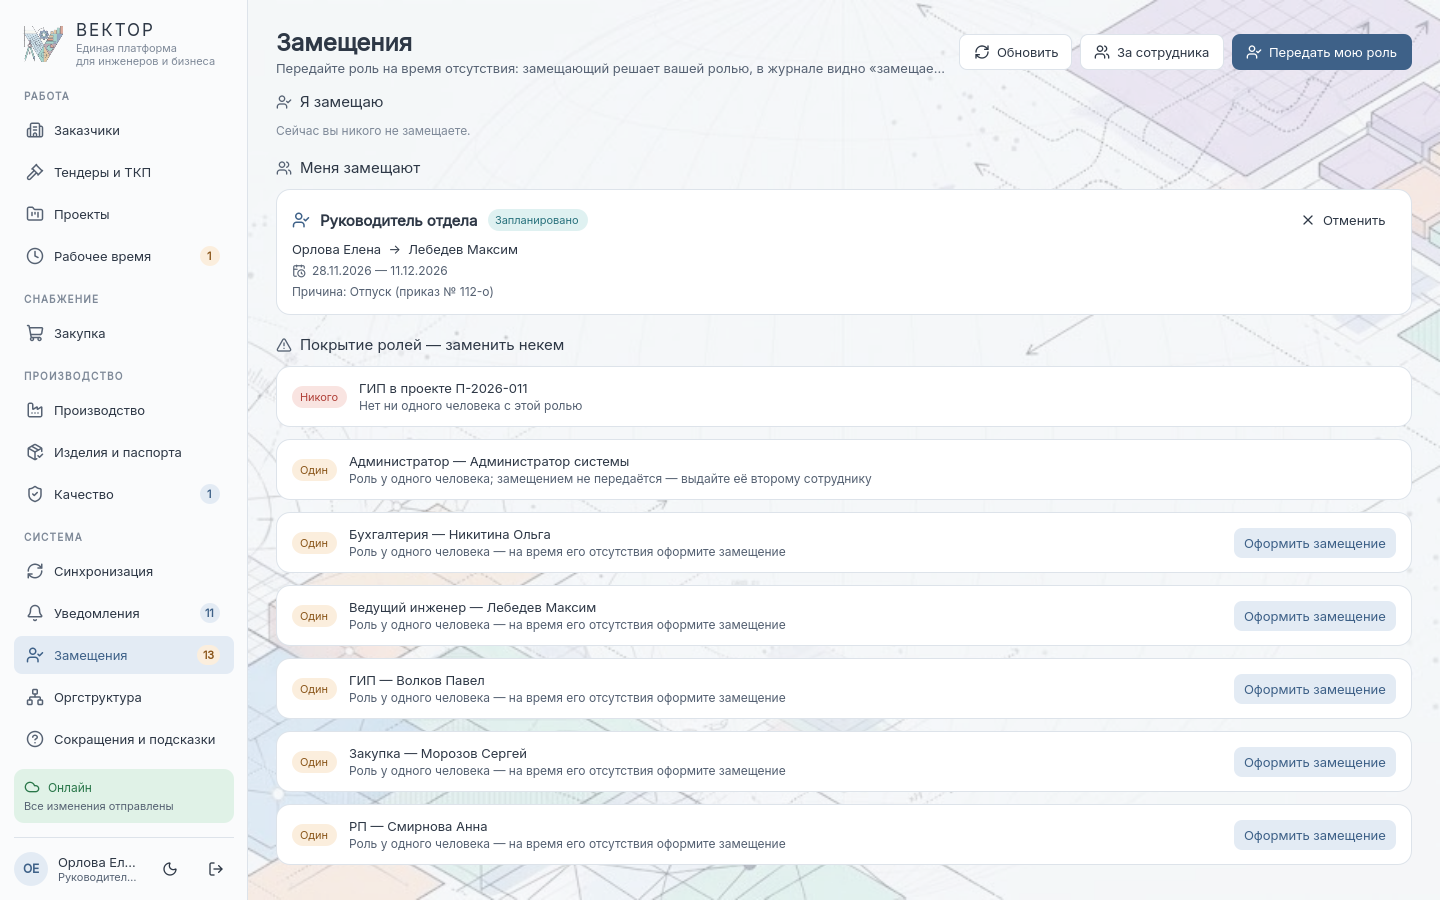 ВЕКТОР
Единая платформа
для инженеров и бизнеса
РАБОТА
Заказчики
Тендеры и ТКП
Проекты
Рабочее время 1
СНАБЖЕНИЕ
Закупка
ПРОИЗВОДСТВО
Производство
Изделия и паспорта
Качество 1
СИСТЕМА
Синхронизация
Уведомления 11
Замещения 13
Оргструктура
Сокращения и подсказки
Онлайн
Все изменения отправлены
ОЕ
Орлова Ел...
Руководител...
Замещения
Передайте роль на время отсутствия: замещающий решает вашей ролью, в журнале видно «замещае...
Обновить
За сотрудника
Передать мою роль
Я замещаю
Сейчас вы никого не замещаете.
Меня замещают
Руководитель отдела Запланировано
Отменить
Орлова Елена → Лебедев Максим
28.11.2026 — 11.12.2026
Причина: Отпуск (приказ № 112-о)
Покрытие ролей — заменить некем
Никого
ГИП в проекте П-2026-011
Нет ни одного человека с этой ролью
Один
Администратор — Администратор системы
Роль у одного человека; замещением не передаётся — выдайте её второму сотруднику
Один
Бухгалтерия — Никитина Ольга
Роль у одного человека — на время его отсутствия оформите замещение
Оформить замещение
Один
Ведущий инженер — Лебедев Максим
Роль у одного человека — на время его отсутствия оформите замещение
Оформить замещение
Один
ГИП — Волков Павел
Роль у одного человека — на время его отсутствия оформите замещение
Оформить замещение
Один
Закупка — Морозов Сергей
Роль у одного человека — на время его отсутствия оформите замещение
Оформить замещение
Один
РП — Смирнова Анна
Роль у одного человека — на время его отсутствия оформите замещение
Оформить замещение